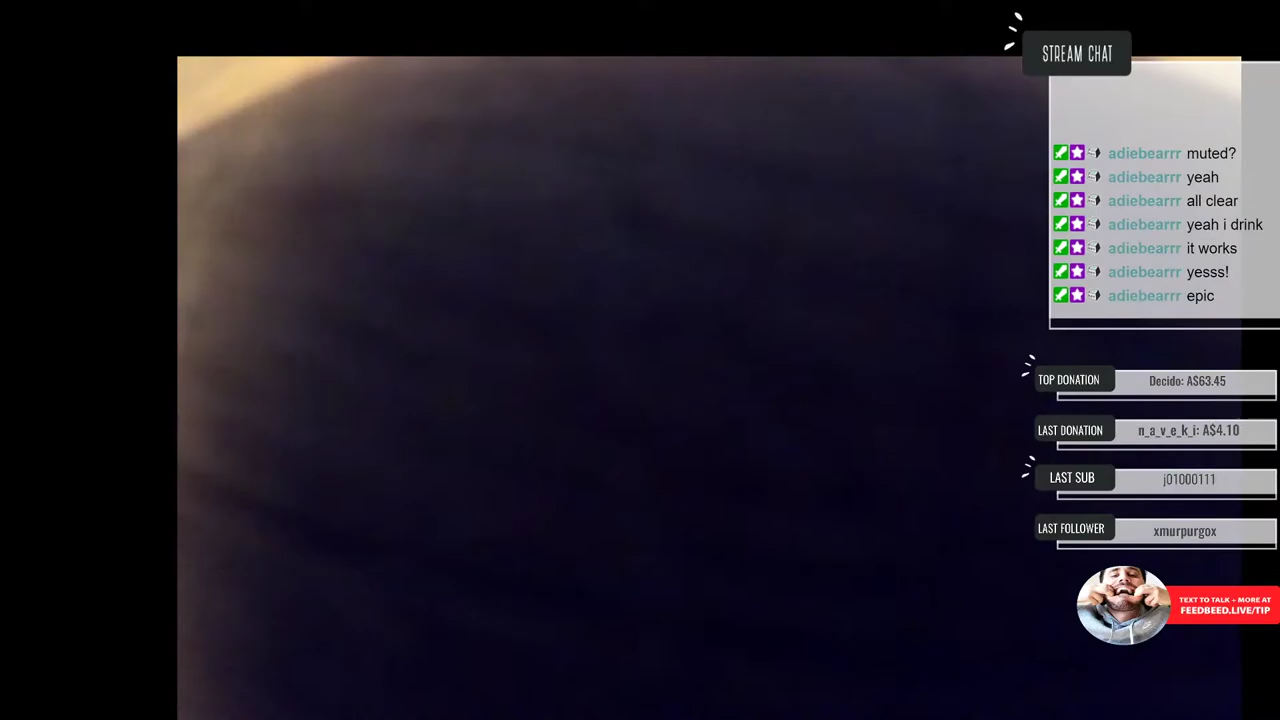 STREAM CHAT
adiebearrr muted?
adiebearrr yeah
adiebearrr all clear
adiebearrr yeah i drink
adiebearrr it works
adiebearrr yesss!
adiebearrr epic
TOP DONATION
Decido: A$63.45
LAST DONATION
n_a_v_e_k_i: A$4.10
LAST SUB
j01000111
LAST FOLLOWER
xmurpurgox
TEXT TO TALK + MORE AT
FEEDBEED.LIVE/TIP